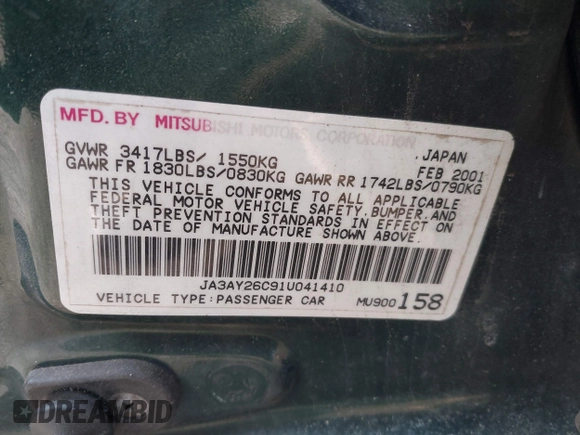 MFD. BY MITSUBISHI MOTORS CORPORATION
GVWR 3417LBS/ 1550KG JAPAN
GAWR FR 1830LBS/0830KG GAWR RR 1742LBS/0790KG FEB 2001
THIS VEHICLE CONFORMS TO ALL APPLICABLE
FEDERAL MOTOR VEHICLE SAFETY, BUMPER, AND
THEFT PREVENTION STANDARDS IN EFFECT ON
THE DATE OF MANUFACTURE SHOWN ABOVE.
JA3AY26C91U041410
VEHICLE TYPE:PASSENGER CAR MU900158
DREAMBID